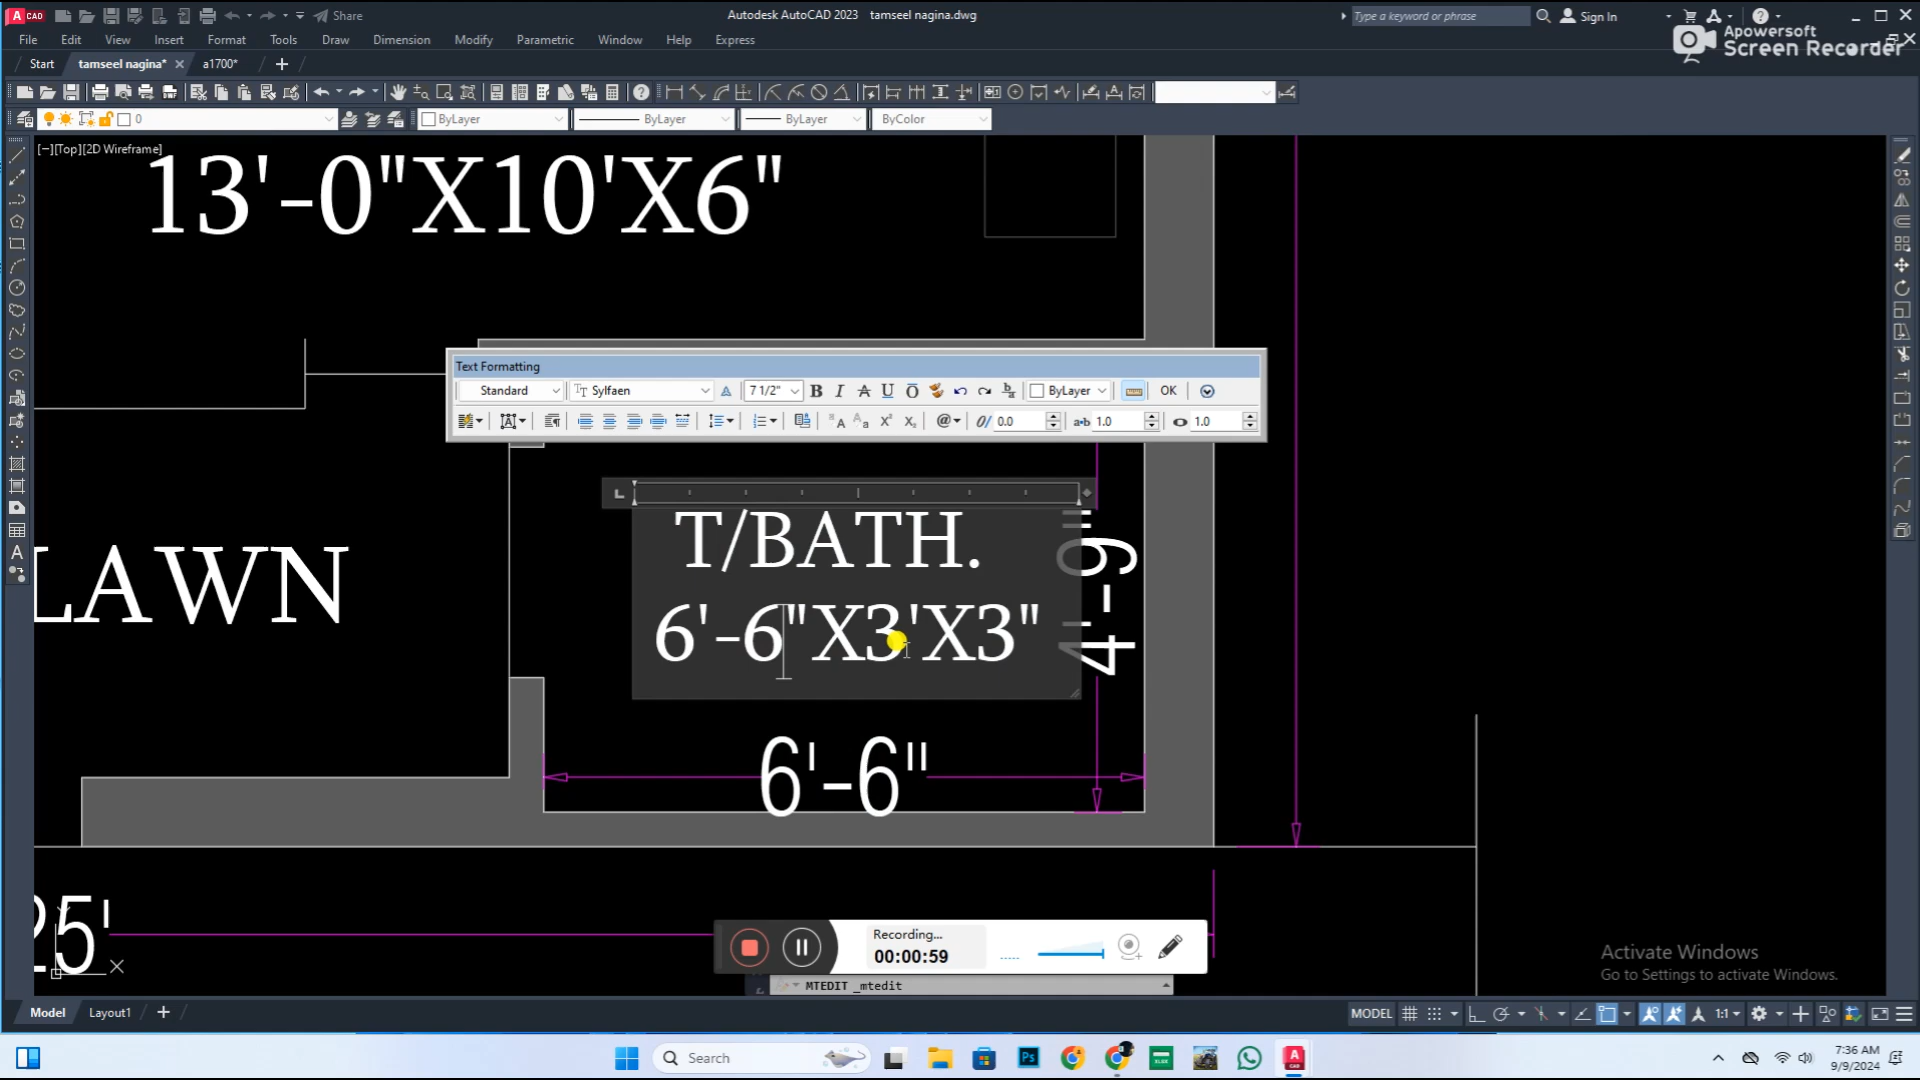 A CAD
Share
Autodesk AutoCAD 2023 tamseel nagina.dwg
Type a keyword or phrase
Sign In
Apowersoft
Screen Recorder
File Edit View Insert Format Tools Draw Dimension Modify Parametric Window Help Express
Start tamseel nagina* a1700*
0 ByLayer ByLayer ByLayer ByColor
[−][Top][2D Wireframe]
13'-0"X10'X6"
Text Formatting
Standard Sylfaen 7 1/2" B I A U O ByLayer OK
@ 0/ 0.0 a•b 1.0 1.0
T/BATH.
6'-6"X3'X3"
4'-9"
LAWN
6'-6"
25'
Recording...
00:00:59
MTEDIT _mtedit
Activate Windows
Go to Settings to activate Windows.
Model Layout1
MODEL 1:1
Search
7:36 AM
9/9/2024